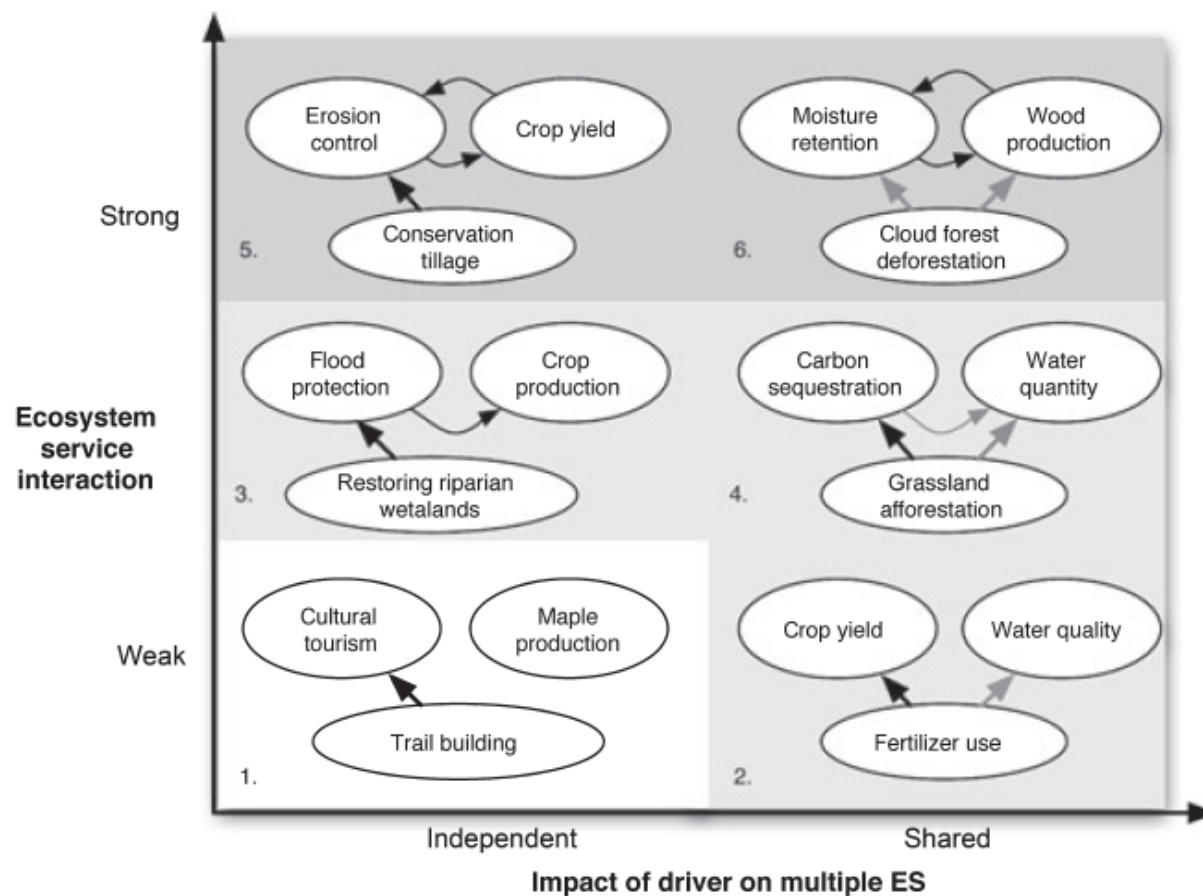 Erosion
control
Crop yield
Conservation
tillage
5.
Moisture
retention
Wood
production
Cloud forest
deforestation
6.
Strong
Flood
protection
Crop
production
Restoring riparian
wetalands
3.
Carbon
sequestration
Water
quantity
Grassland
afforestation
4.
Ecosystem
service
interaction
Cultural
tourism
Maple
production
Trail building
1.
Crop yield
Water quality
Fertilizer use
2.
Weak
Independent
Shared
Impact of driver on multiple ES